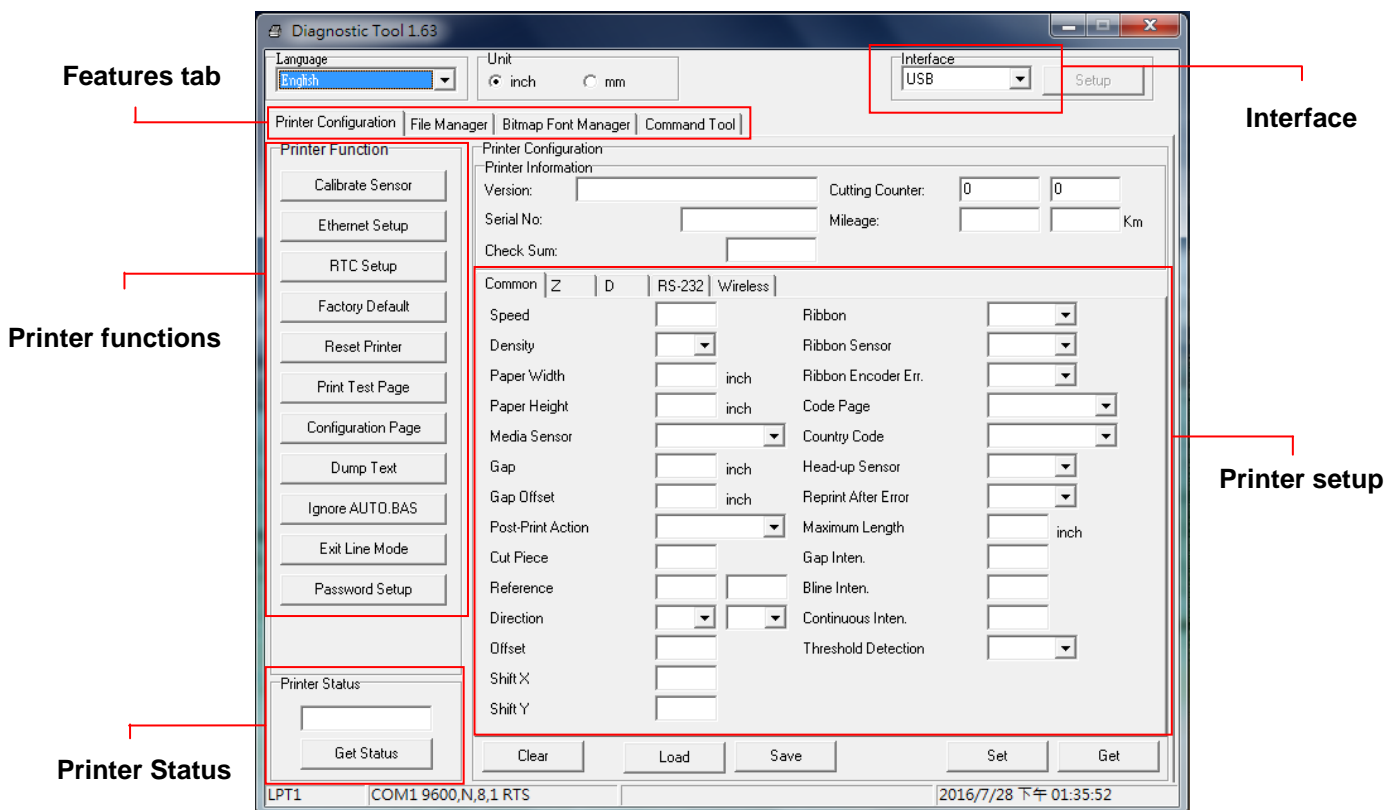 Diagnostic Tool 1.63
Language
English
Unit
inch
mm
Interface
USB
Setup
Features tab
Interface
Printer Configuration
File Manager
Bitmap Font Manager
Command Tool
Printer Function
Calibrate Sensor
Ethernet Setup
RTC Setup
Factory Default
Reset Printer
Print Test Page
Configuration Page
Dump Text
Ignore AUTO.BAS
Exit Line Mode
Password Setup
Printer functions
Printer Configuration
Printer Information
Version:
Cutting Counter: 0 0
Serial No:
Mileage: Km
Check Sum:
Common Z D RS-232 Wireless
Speed
Density
Paper Width inch
Paper Height inch
Media Sensor
Gap inch
Gap Offset inch
Post-Print Action
Cut Piece
Reference
Direction
Offset
Shift X
Shift Y
Ribbon
Ribbon Sensor
Ribbon Encoder Err.
Code Page
Country Code
Head-up Sensor
Reprint After Error
Maximum Length inch
Gap Inten.
Bline Inten.
Continuous Inten.
Threshold Detection
Printer setup
Printer Status
Get Status
Printer Status
Clear
Load
Save
Set
Get
LPT1
COM1 9600,N,8,1 RTS
2016/7/28 下午 01:35:52